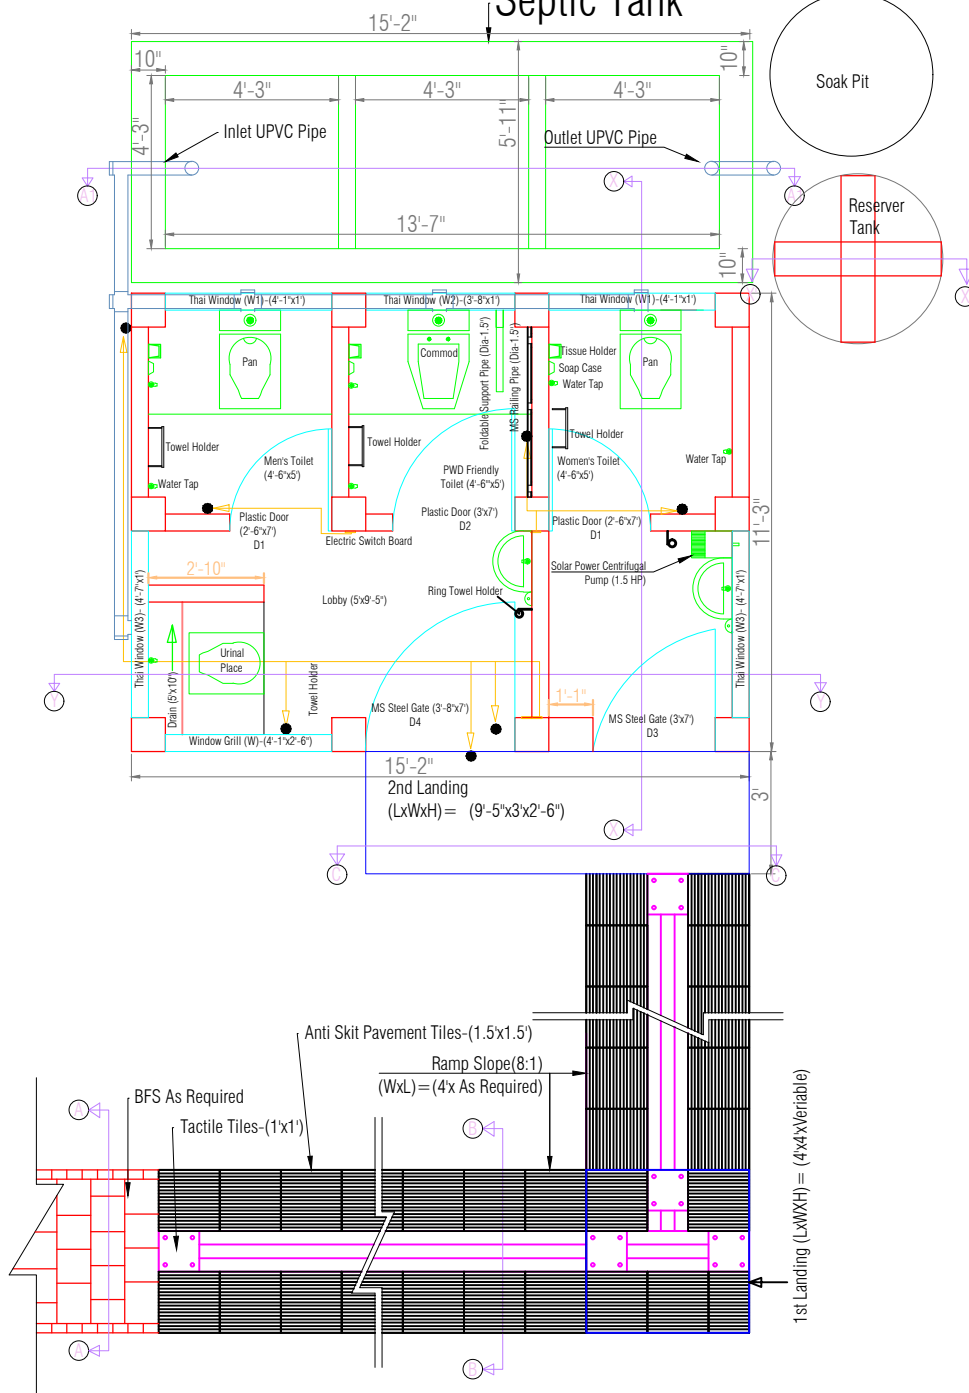 Septic Tank
15'-2"
10"
10"
4'-3"
4'-3"
4'-3"
Soak Pit
4'-3"
5'-11"
Inlet UPVC Pipe
Outlet UPVC Pipe
X
Reserver
Tank
13'-7"
10"
X
Thai Window (W1)-(4'-1"x1')
Thai Window (W2)-(3'-8"x1')
Thai Window (W1)-(4'-1"x1')
Pan
Commod
Foldable Support Pipe (Dia-1.5")
MS Railing Pipe (Dia-1.5")
Tissue Holder
Soap Case
Water Tap
Pan
Towel Holder
Towel Holder
Towel Holder
Men's Toilet
(4'-6"x5')
PWD Friendly
Toilet (4'-6"'x5')
Women's Toilet
(4'-6"x5')
Water Tap
Water Tap
Plastic Door
(2'-6"x7')
D1
Electric Switch Board
Plastic Door (3'x7')
D2
Plastic Door (2'-6"x7')
D1
11'-3"
2'-10"
Solar Power Centrifugal
Pump (1.5 HP)
Ring Towel Holder
Lobby (5'x9'-5")
Thai Window (W3)- (4'-7"x1')
Thai Window (W3)- (4'-7"x1')
Urinal
Place
Drain (5'x10")
Towel Holder
Y
Y
1'-1"
MS Steel Gate (3'-8"x7')
D4
MS Steel Gate (3'x7')
D3
Window Grill (W)-(4'-1"x2'-6")
15'-2"
2nd Landing
(LxWxH)= (9'-5"x3'x2'-6")
3'
X
C
C
Anti Skit Pavement Tiles-(1.5'x1.5')
Ramp Slope(8:1)
(WxL)=(4'x As Required)
BFS As Required
Tactile Tiles-(1'x1')
A
B
1st Landing (LxWXH)= (4'x4'xVeriable)
A
B